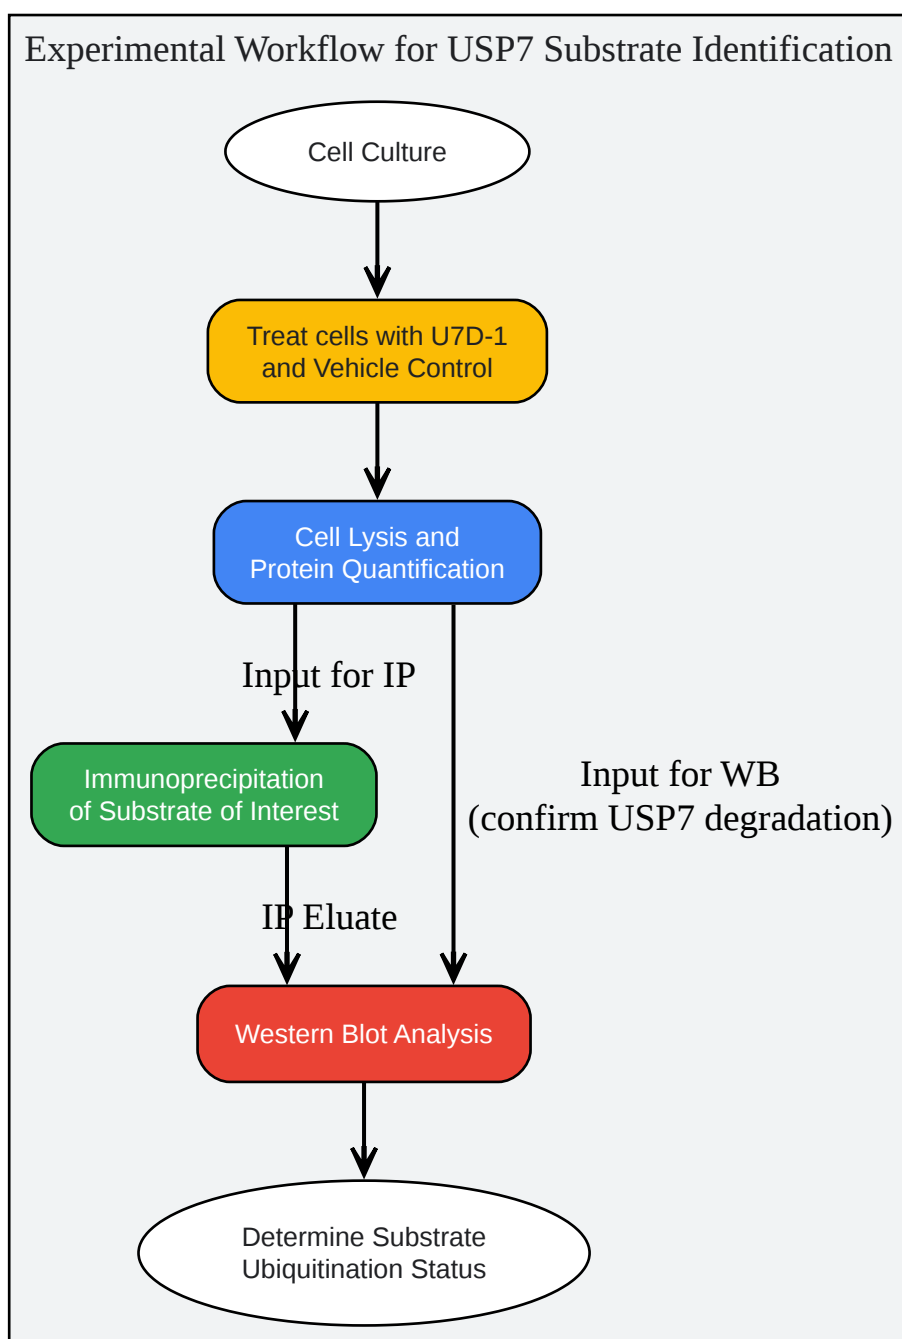 Experimental Workflow for USP7 Substrate Identification
Cell Culture
Treat cells with U7D-1
and Vehicle Control
Cell Lysis and
Protein Quantification
Input for IP
Immunoprecipitation
of Substrate of Interest
Input for WB
(confirm USP7 degradation)
IP Eluate
Western Blot Analysis
Determine Substrate
Ubiquitination Status